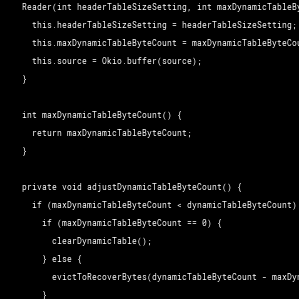 Reader(int headerTableSizeSetting, int maxDynamicTableBy
this.headerTableSizeSetting = headerTableSizeSetting;
this.maxDynamicTableByteCount = maxDynamicTableByteCou
this.source = Okio.buffer(source);
}
int maxDynamicTableByteCount() {
return maxDynamicTableByteCount;
}
private void adjustDynamicTableByteCount() {
if (maxDynamicTableByteCount < dynamicTableByteCount)
if (maxDynamicTableByteCount == 0) {
clearDynamicTable();
} else {
evictToRecoverBytes(dynamicTableByteCount - maxDyn
}